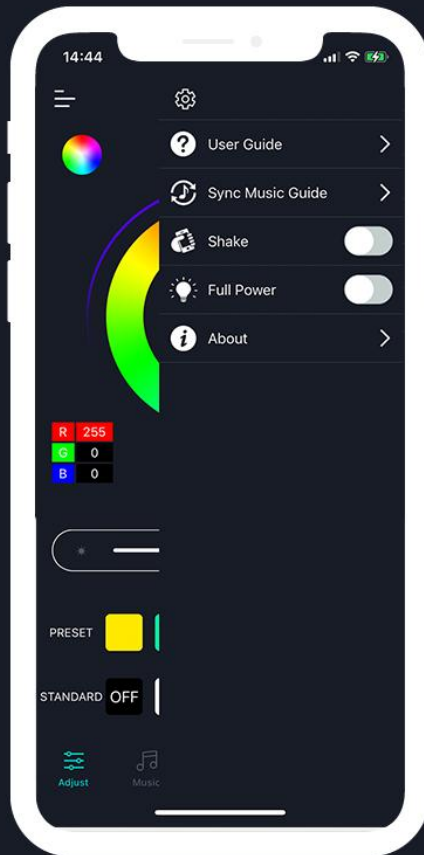 14:44
User Guide
Sync Music Guide
Shake
Full Power
About
R 255
G 0
B 0
PRESET
STANDARD OFF
Adjust
Music